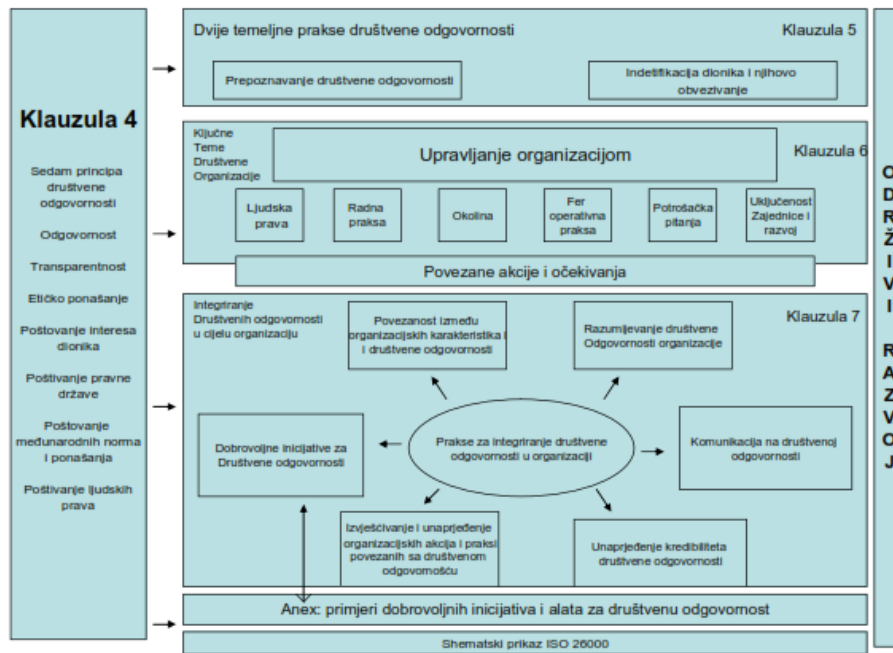 Klauzula 4
Sedam principa
društvene
odgovornosti
Odgovornost
Transparentnost
Etičko ponašanje
Poštovanje interesa
dionika
Poštivanje pravne
države
Poštovanje
međunarodnih norma
i ponašanja
Poštivanje ljudskih
prava
Dvije temeljne prakse društvene odgovornosti
Klauzula 5
Prepoznavanje društvene odgovornosti
Indetifikacija dionika i njihovo
obvezivanje
Ključne
Teme
Društvene
Organizacije
Upravljanje organizacijom
Klauzula 6
Ljudska
prava
Radna
praksa
Okolina
Fer
operativna
praksa
Potrošačka
pitanja
Uključenost
Zajednice i
razvoj
Povezane akcije i očekivanja
Integriranje
Društvenih odgovornosti
u cijelu organizaciju
Klauzula 7
Povezanost između
organizacijskih karakteristika i
i društvene odgovornosti
Razumijevanje društvene
Odgovornosti organizacije
Dobrovoljne inicijative za
Društvene odgovornosti
Prakse za integriranje društvene
odgovornosti u organizaciji
Komunikacija na društvenoj
odgovornosti
Izvješćivanje i unaprjeđenje
organizacijskih akcija i praksi
povezanih sa društvenom
odgovornošću
Unaprjeđenje kredibiliteta
društvene odgovornosti
Anex: primjeri dobrovoljnih inicijativa i alata za društvenu odgovornost
Shematski prikaz ISO 26000
O
D
R
Ž
I
V
I
R
A
Z
V
O
J